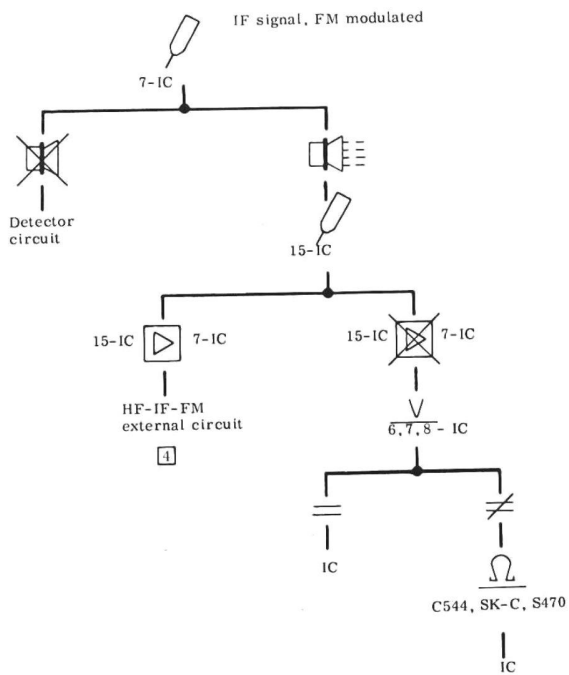 IF signal, FM modulated
7-IC
Detector
circuit
15-IC
15-IC 7-IC
15-IC 7-IC
HF-IF-FM
external circuit
4
V
6,7,8 - IC
=
≠
IC
Ω
C544, SK-C, S470
IC